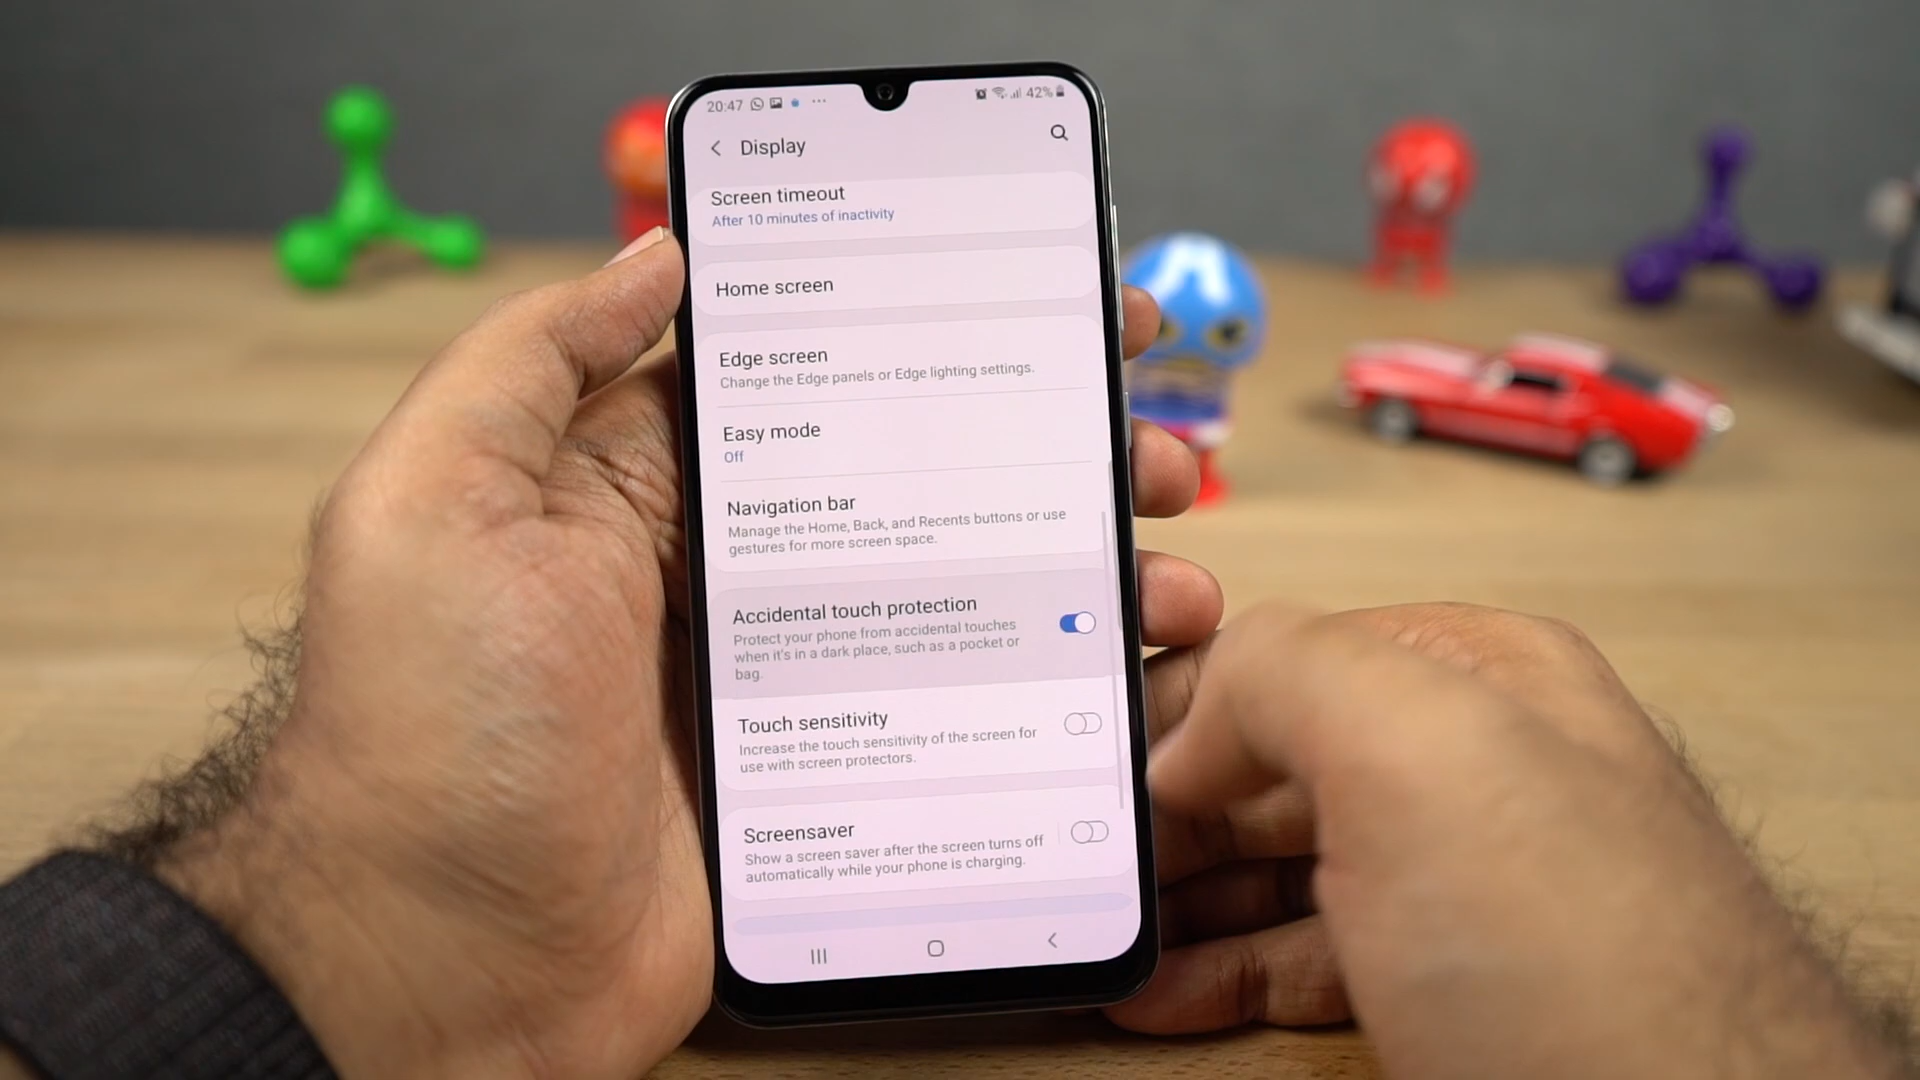 20:47 42%
Display
Screen timeout
After 10 minutes of inactivity
Home screen
Edge screen
Change the Edge panels or Edge lighting settings.
Easy mode
Off
Navigation bar
Manage the Home, Back, and Recents buttons or use
gestures for more screen space.
Accidental touch protection
Protect your phone from accidental touches
when it's in a dark place, such as a pocket or
bag.
Touch sensitivity
Increase the touch sensitivity of the screen for
use with screen protectors.
Screensaver
Show a screen saver after the screen turns off
automatically while your phone is charging.